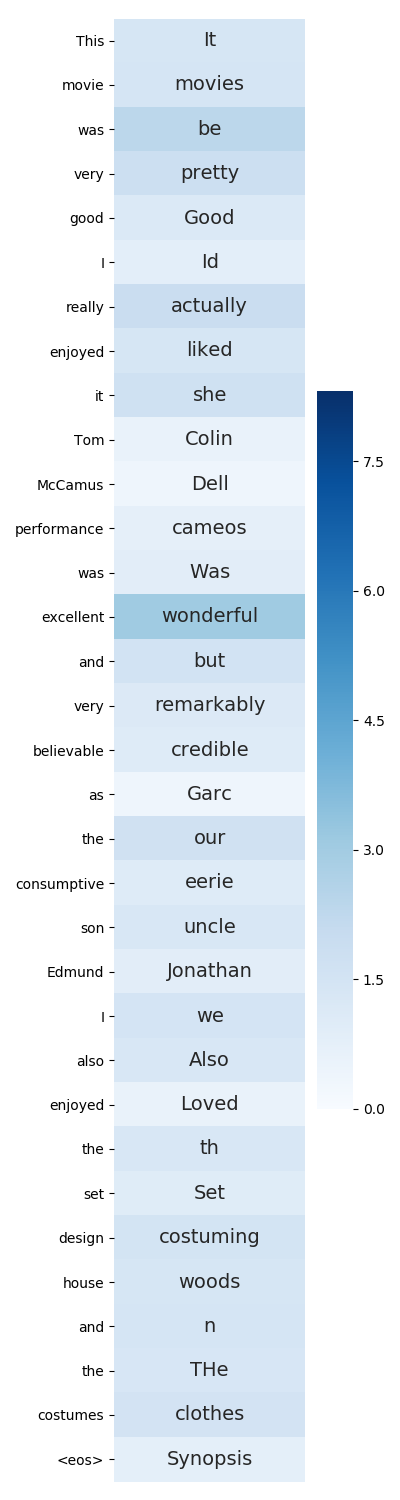 This It
movie movies
was be
very pretty
good Good
I Id
really actually
enjoyed liked
it she
Tom Colin
McCamus Dell
performance cameos
was Was
excellent wonderful
and but
very remarkably
believable credible
as Garc
the our
consumptive eerie
son uncle
Edmund Jonathan
I we
also Also
enjoyed Loved
the th
set Set
design costuming
house woods
and n
the THe
costumes clothes
<eos> Synopsis
7.5
6.0
4.5
3.0
1.5
0.0